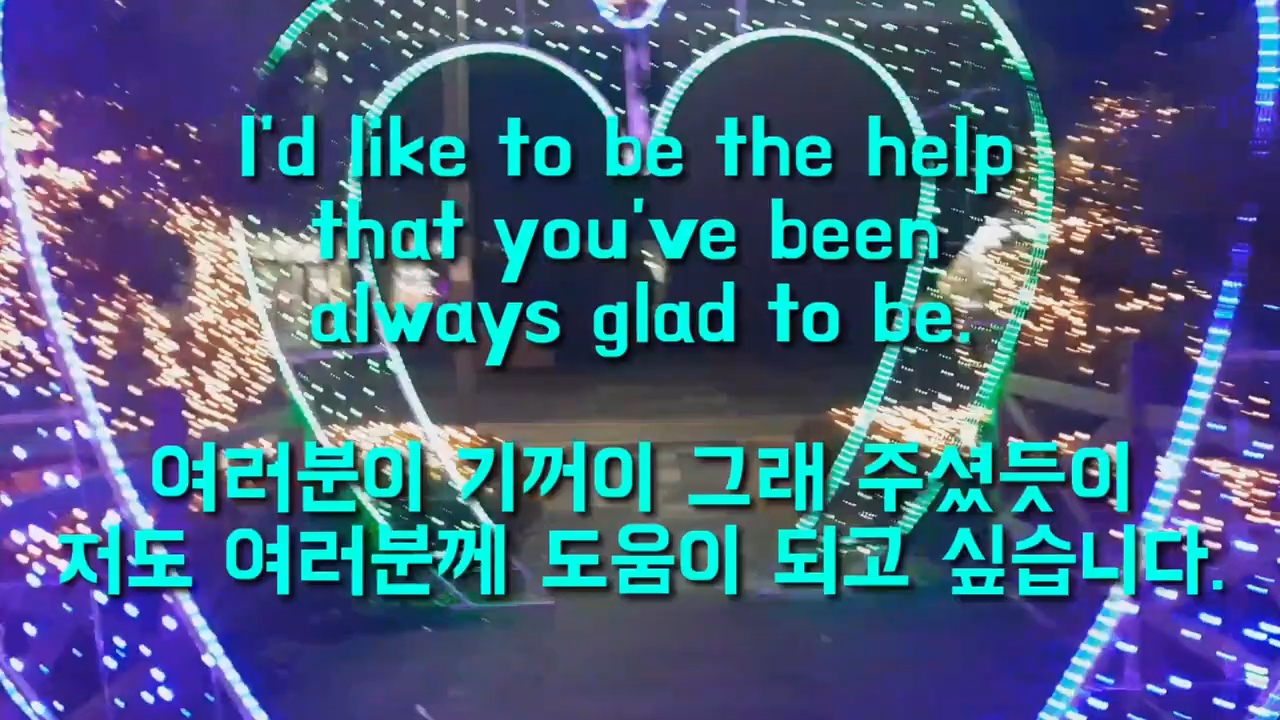 I'd like to be the help
that you've been
always glad to be.
여러분이 기꺼이 그래 주셨듯이
저도 여러분께 도움이 되고 싶습니다.